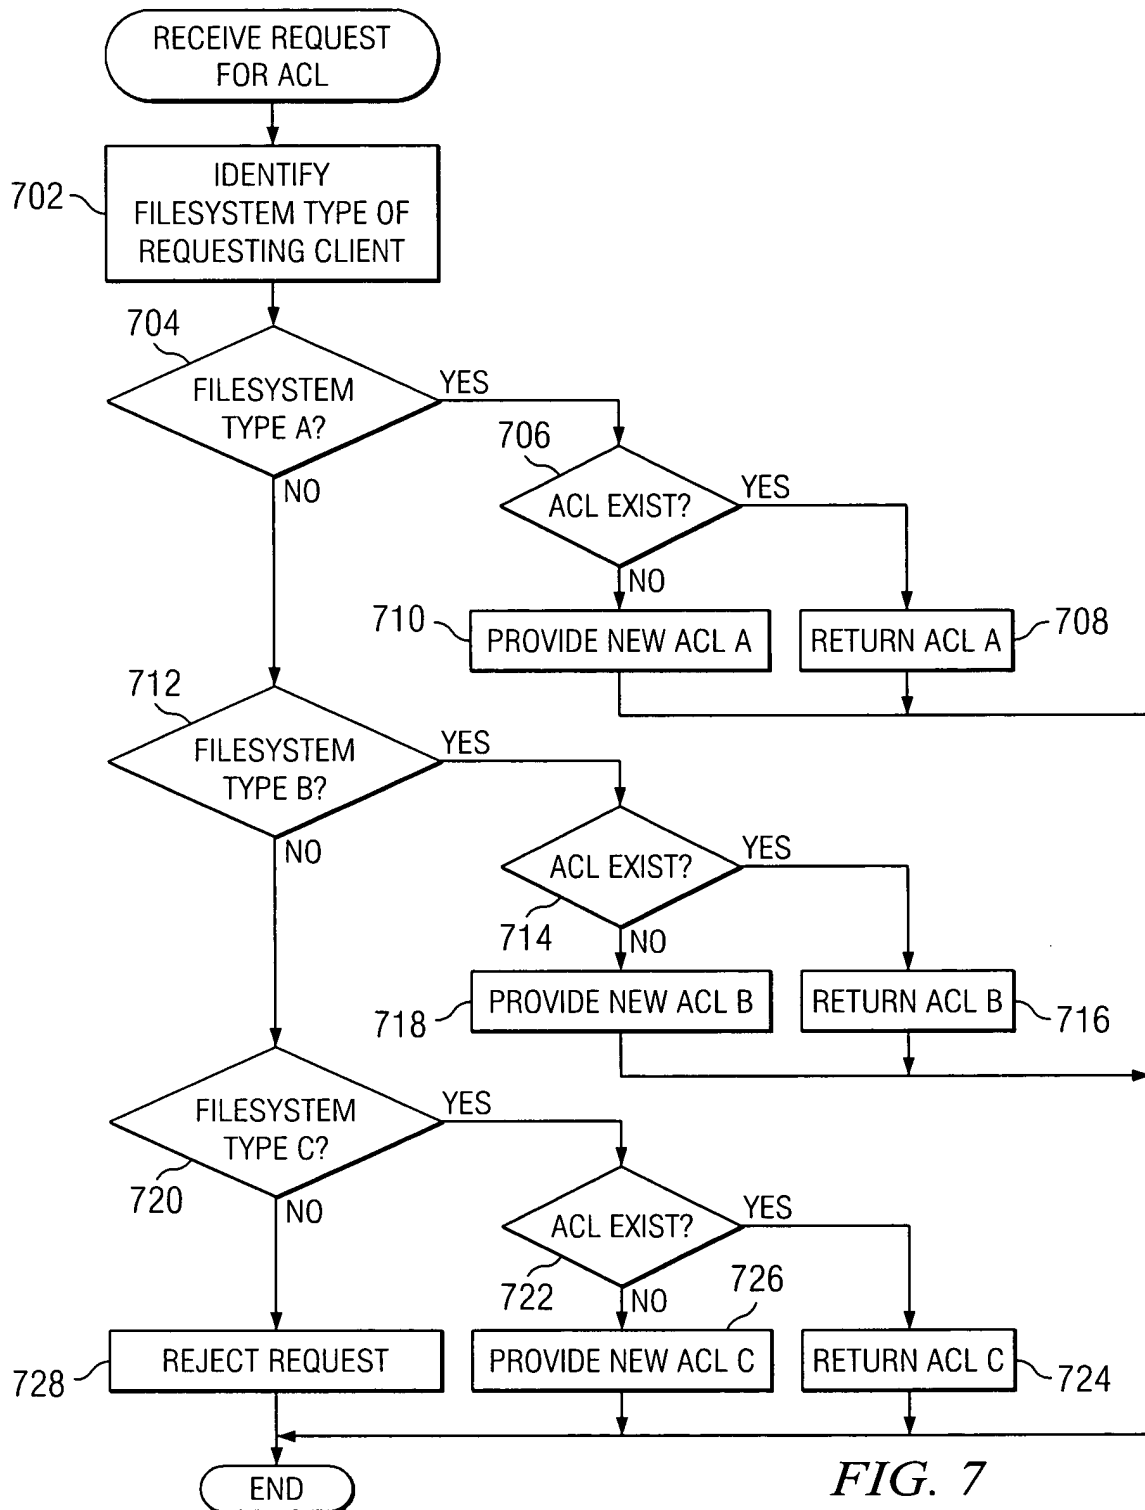 RECEIVE REQUEST
FOR ACL
702
IDENTIFY
FILESYSTEM TYPE OF
REQUESTING CLIENT
704
FILESYSTEM
TYPE A?
YES
NO
706
ACL EXIST?
YES
NO
710
PROVIDE NEW ACL A
RETURN ACL A
708
712
FILESYSTEM
TYPE B?
YES
NO
ACL EXIST?
YES
714
NO
718
PROVIDE NEW ACL B
RETURN ACL B
716
FILESYSTEM
TYPE C?
YES
720
NO
ACL EXIST?
YES
722
NO
726
728
REJECT REQUEST
PROVIDE NEW ACL C
RETURN ACL C
724
END
FIG. 7